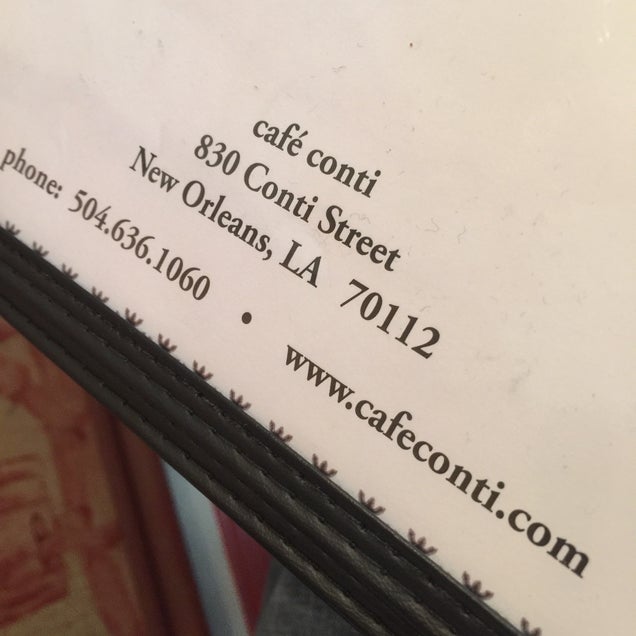 café conti
830 Conti Street
New Orleans, LA 70112
phone: 504.636.1060 • www.cafeconti.com